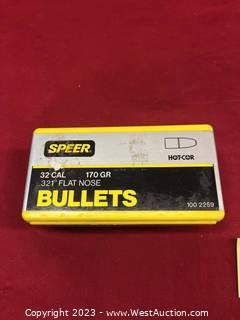 SPEER
HOT-COR
32 CAL 170 GR
.321" FLAT NOSE
BULLETS
100 2259
Copyright © 2023 - www.WestAuction.com